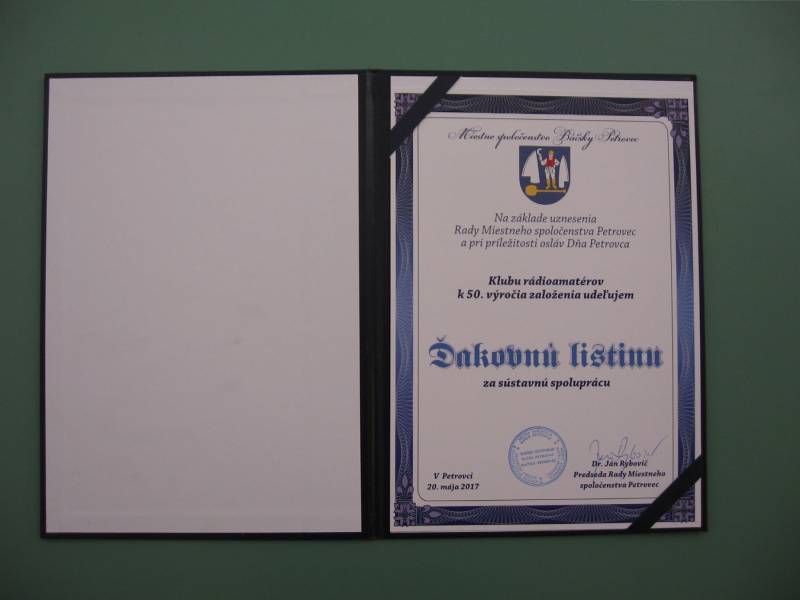 Miestne spoločenstvo Báčsky Petrovec
Na základe uznesenia
Rady Miestneho spoločenstva Petrovec
a pri príležitosti osláv Dňa Petrovca
Klubu rádioamatérov
k 50. výročia založenia udeľujem
Ďakovnú listinu
za sústavnú spoluprácu
V Petrovci
20. mája 2017
Dr. Ján Rybovič
Predseda Rady Miestneho
spoločenstva Petrovec